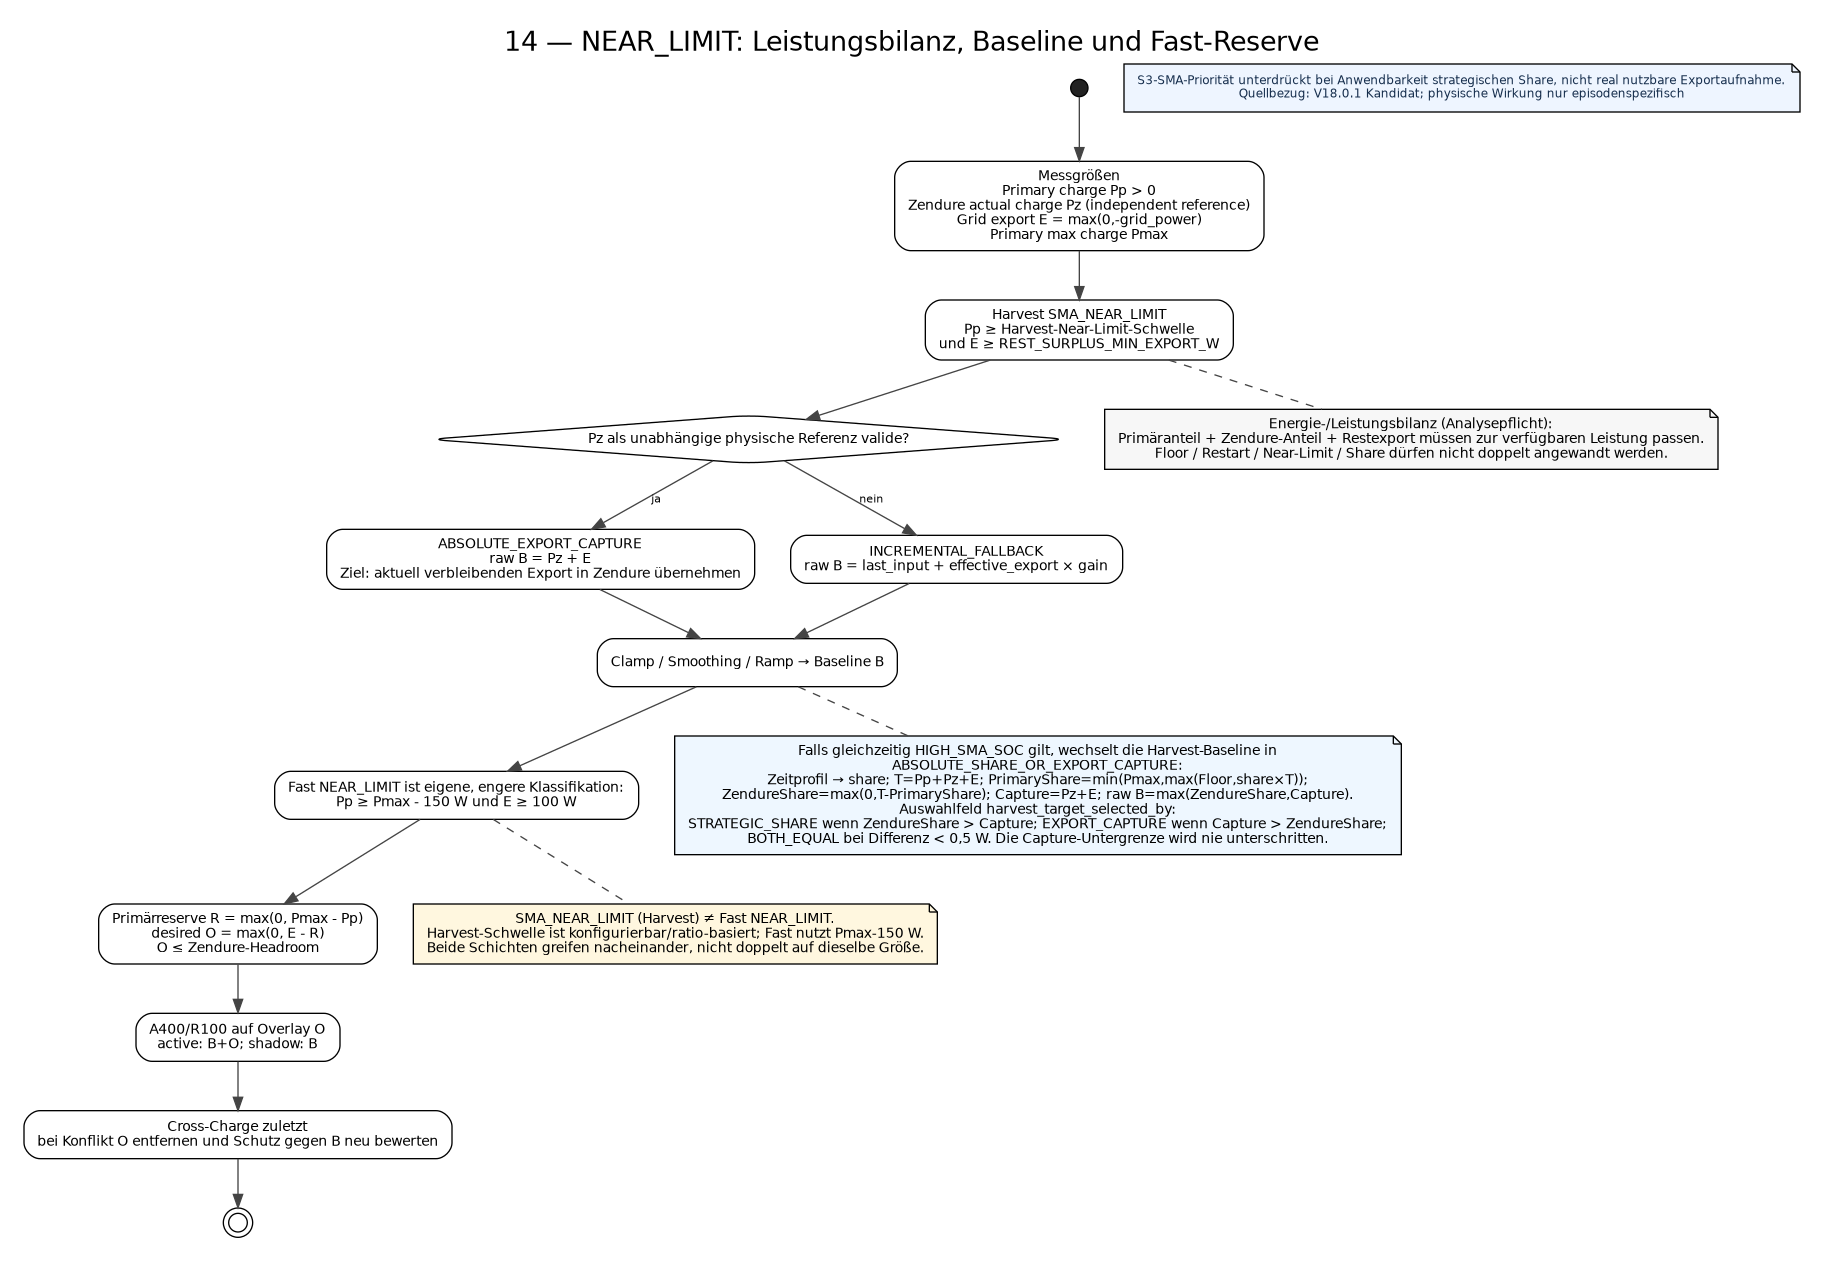 14 — NEAR_LIMIT: Leistungsbilanz, Baseline und Fast-Reserve
S3-SMA-Priorität unterdrückt bei Anwendbarkeit strategischen Share, nicht real nutzbare Exportaufnahme.
Quellbezug: V18.0.1 Kandidat; physische Wirkung nur episodenspezifisch
Messgrößen
Primary charge Pp > 0
Zendure actual charge Pz (independent reference)
Grid export E = max(0,-grid_power)
Primary max charge Pmax
Harvest SMA_NEAR_LIMIT
Pp ≥ Harvest-Near-Limit-Schwelle
und E ≥ REST_SURPLUS_MIN_EXPORT_W
Energie-/Leistungsbilanz (Analysepflicht):
Primäranteil + Zendure-Anteil + Restexport müssen zur verfügbaren Leistung passen.
Floor / Restart / Near-Limit / Share dürfen nicht doppelt angewandt werden.
Pz als unabhängige physische Referenz valide?
ja
nein
ABSOLUTE_EXPORT_CAPTURE
raw B = Pz + E
Ziel: aktuell verbleibenden Export in Zendure übernehmen
INCREMENTAL_FALLBACK
raw B = last_input + effective_export × gain
Clamp / Smoothing / Ramp → Baseline B
Falls gleichzeitig HIGH_SMA_SOC gilt, wechselt die Harvest-Baseline in
ABSOLUTE_SHARE_OR_EXPORT_CAPTURE:
Zeitprofil → share; T=Pp+Pz+E; PrimaryShare=min(Pmax,max(Floor,share×T));
ZendureShare=max(0,T-PrimaryShare); Capture=Pz+E; raw B=max(ZendureShare,Capture).
Auswahlfeld harvest_target_selected_by:
STRATEGIC_SHARE wenn ZendureShare > Capture; EXPORT_CAPTURE wenn Capture > ZendureShare;
BOTH_EQUAL bei Differenz < 0,5 W. Die Capture-Untergrenze wird nie unterschritten.
Fast NEAR_LIMIT ist eigene, engere Klassifikation:
Pp ≥ Pmax - 150 W und E ≥ 100 W
Primärreserve R = max(0, Pmax - Pp)
desired O = max(0, E - R)
O ≤ Zendure-Headroom
SMA_NEAR_LIMIT (Harvest) ≠ Fast NEAR_LIMIT.
Harvest-Schwelle ist konfigurierbar/ratio-basiert; Fast nutzt Pmax-150 W.
Beide Schichten greifen nacheinander, nicht doppelt auf dieselbe Größe.
A400/R100 auf Overlay O
active: B+O; shadow: B
Cross-Charge zuletzt
bei Konflikt O entfernen und Schutz gegen B neu bewerten